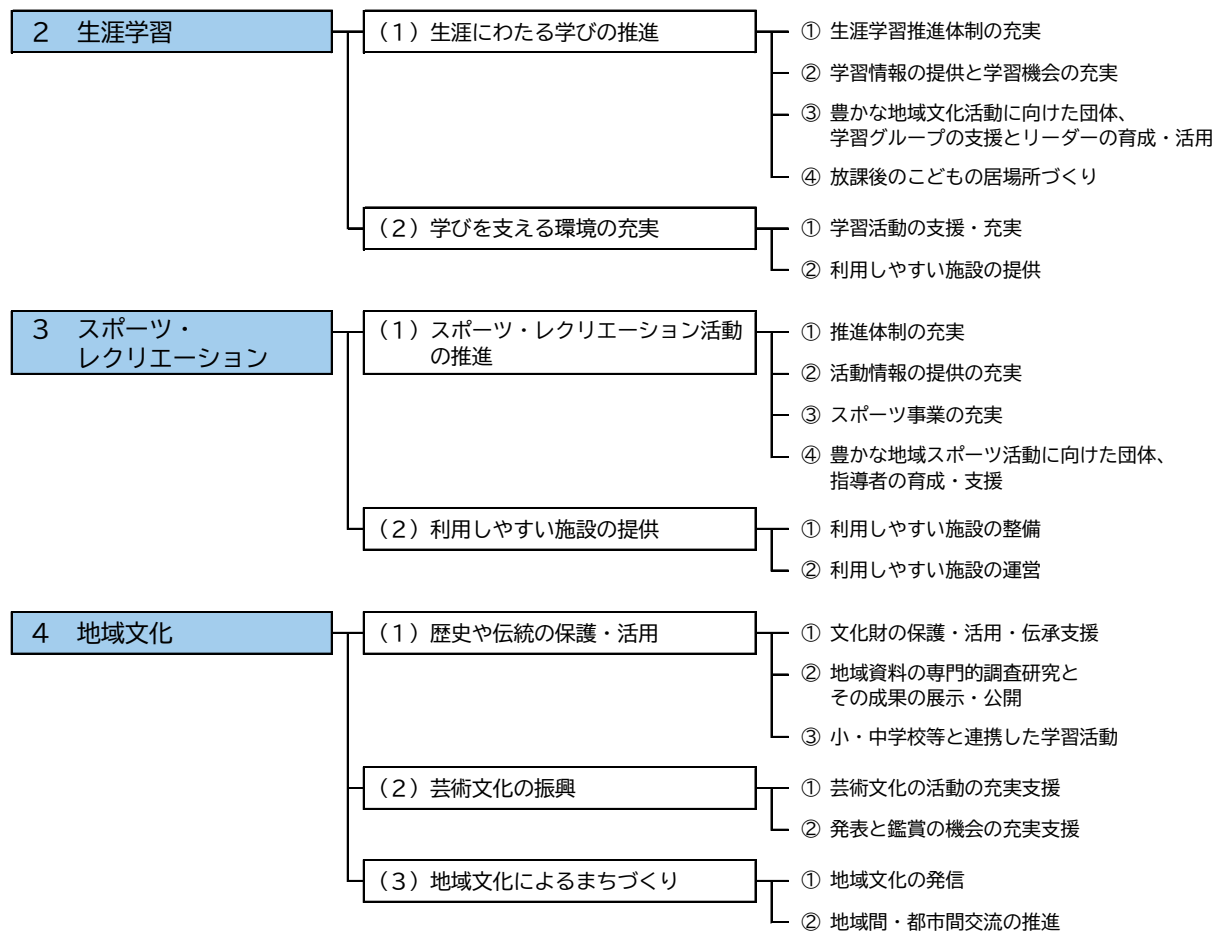 2 生涯学習
(1)生涯にわたる学びの推進
① 生涯学習推進体制の充実
② 学習情報の提供と学習機会の充実
③ 豊かな地域文化活動に向けた団体、
学習グループの支援とリーダーの育成・活用
④ 放課後のこどもの居場所づくり
(2)学びを支える環境の充実
① 学習活動の支援・充実
② 利用しやすい施設の提供
3 スポーツ・
レクリエーション
(1)スポーツ・レクリエーション活動
の推進
① 推進体制の充実
② 活動情報の提供の充実
③ スポーツ事業の充実
④ 豊かな地域スポーツ活動に向けた団体、
指導者の育成・支援
(2)利用しやすい施設の提供
① 利用しやすい施設の整備
② 利用しやすい施設の運営
4 地域文化
(1)歴史や伝統の保護・活用
① 文化財の保護・活用・伝承支援
② 地域資料の専門的調査研究と
その成果の展示・公開
③ 小・中学校等と連携した学習活動
(2)芸術文化の振興
① 芸術文化の活動の充実支援
② 発表と鑑賞の機会の充実支援
(3)地域文化によるまちづくり
① 地域文化の発信
② 地域間・都市間交流の推進